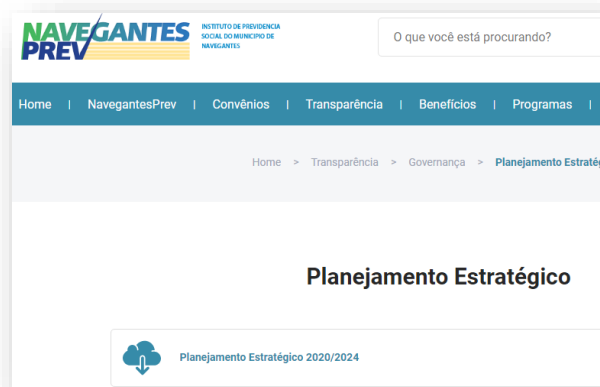 NAVEGANTES
PREV
INSTITUTO DE PREVIDENCIA
SOCIAL DO MUNICIPIO DE
NAVEGANTES
O que você está procurando?
Home | NavegantesPrev | Convênios | Transparência | Benefícios | Programas |
Home > Transparência > Governança > Planejamento Estraté
Planejamento Estratégico
Planejamento Estratégico 2020/2024